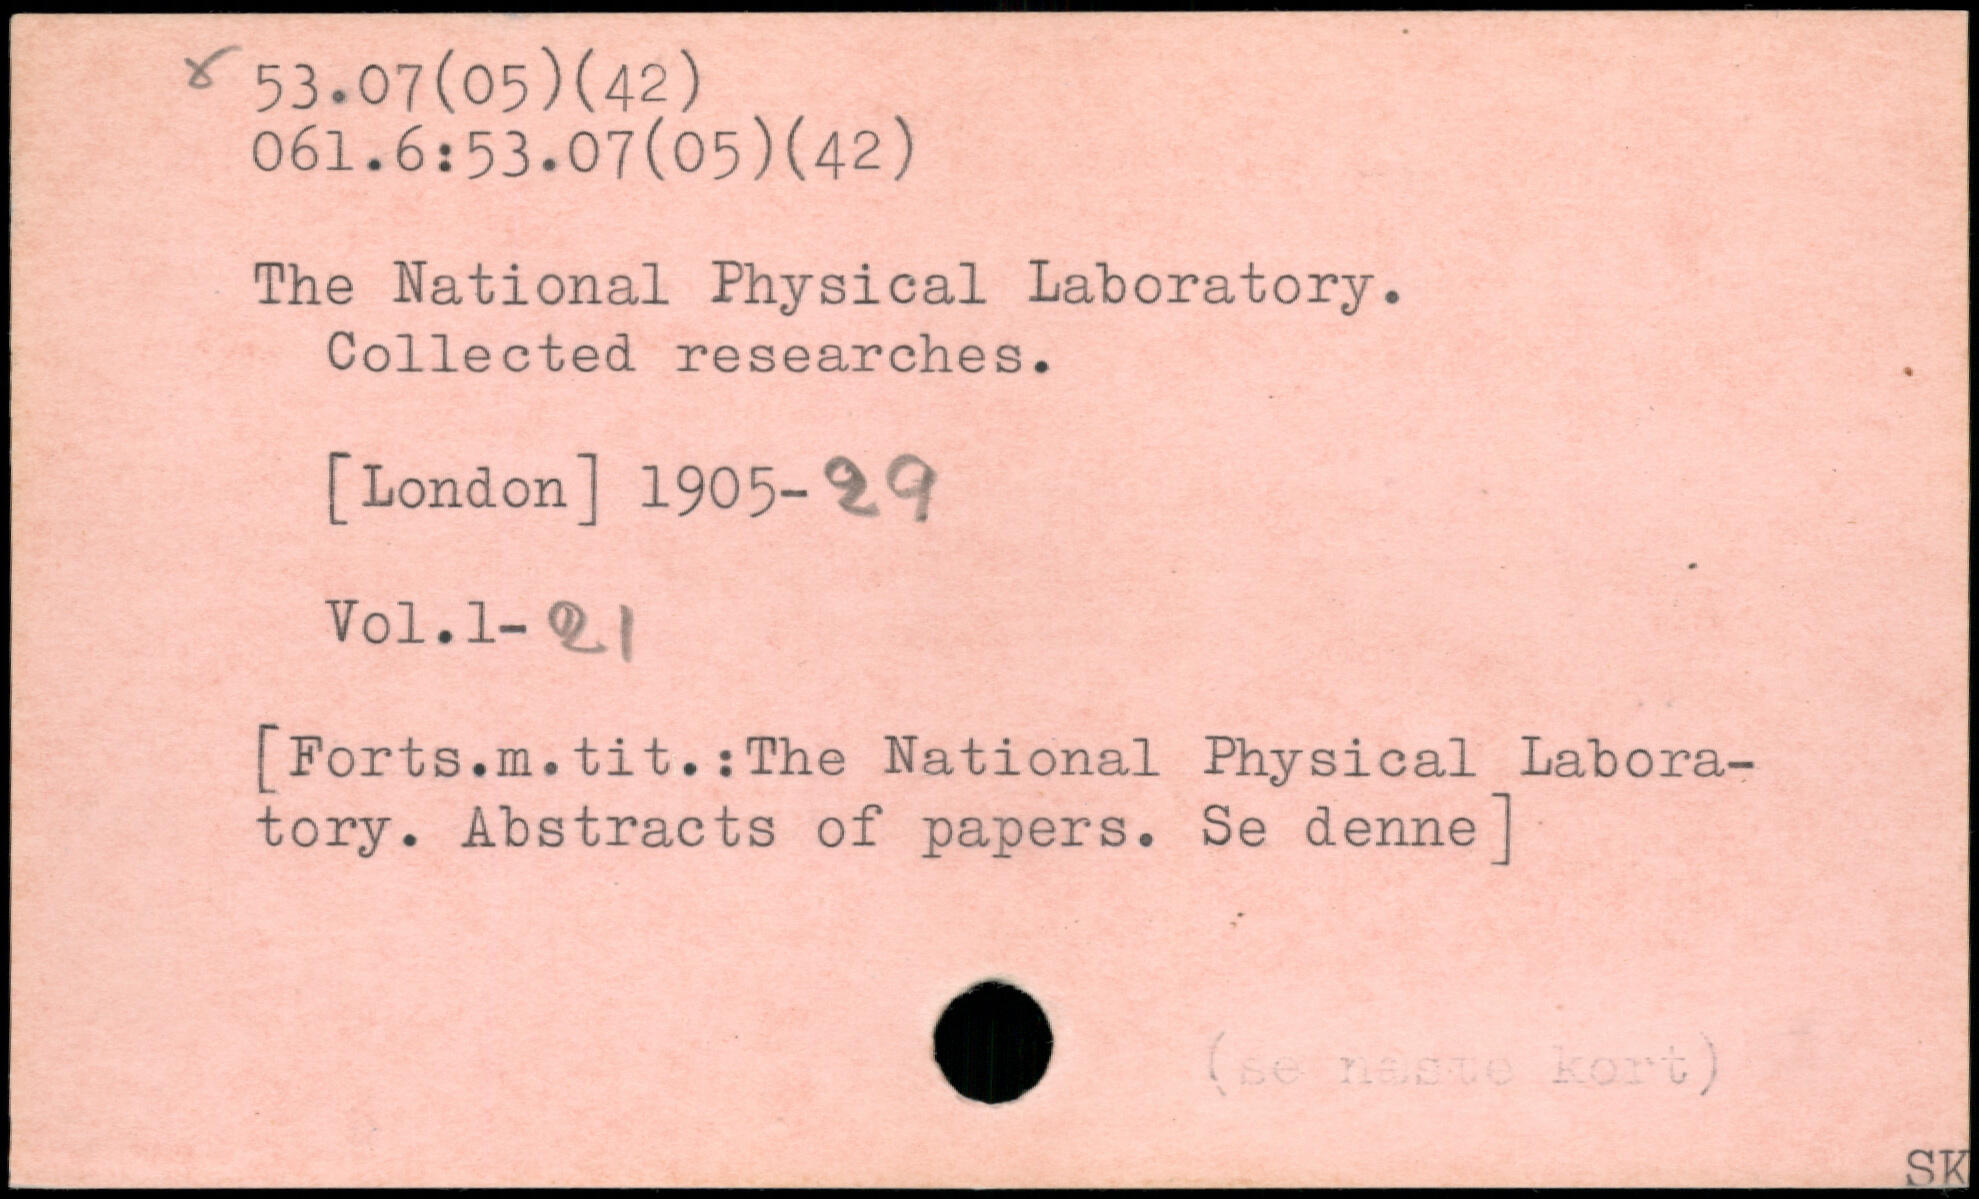 53.07(05)(42)
061.6:53.07(05)(42)
The National Physical Laboratory.
Collected researches.
[London] 1905-29
Vol.1-21
[Forts.m.tit.:The National Physical Labora-
tory. Abstracts of papers. Se denne]
(se næste kort)
SK